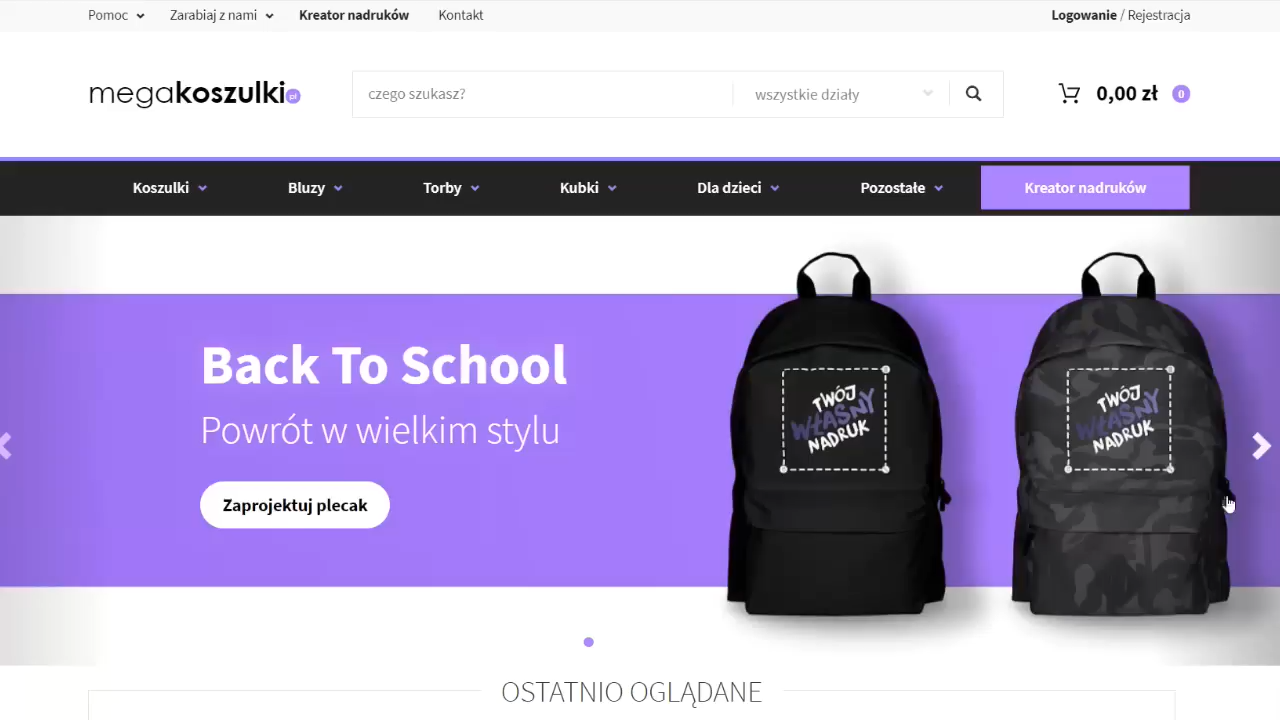 Pomoc Zarabiaj z nami Kreator nadruków Kontakt Logowanie / Rejestracja
megakoszulki.pl czego szukasz? wszystkie działy 0,00 zł 0
Koszulki Bluzy Torby Kubki Dla dzieci Pozostałe Kreator nadruków
Back To School
Powrót w wielkim stylu
Zaprojektuj plecak
TWÓJ
WŁASNY
NADRUK
TWÓJ
WŁASNY
NADRUK
OSTATNIO OGLĄDANE